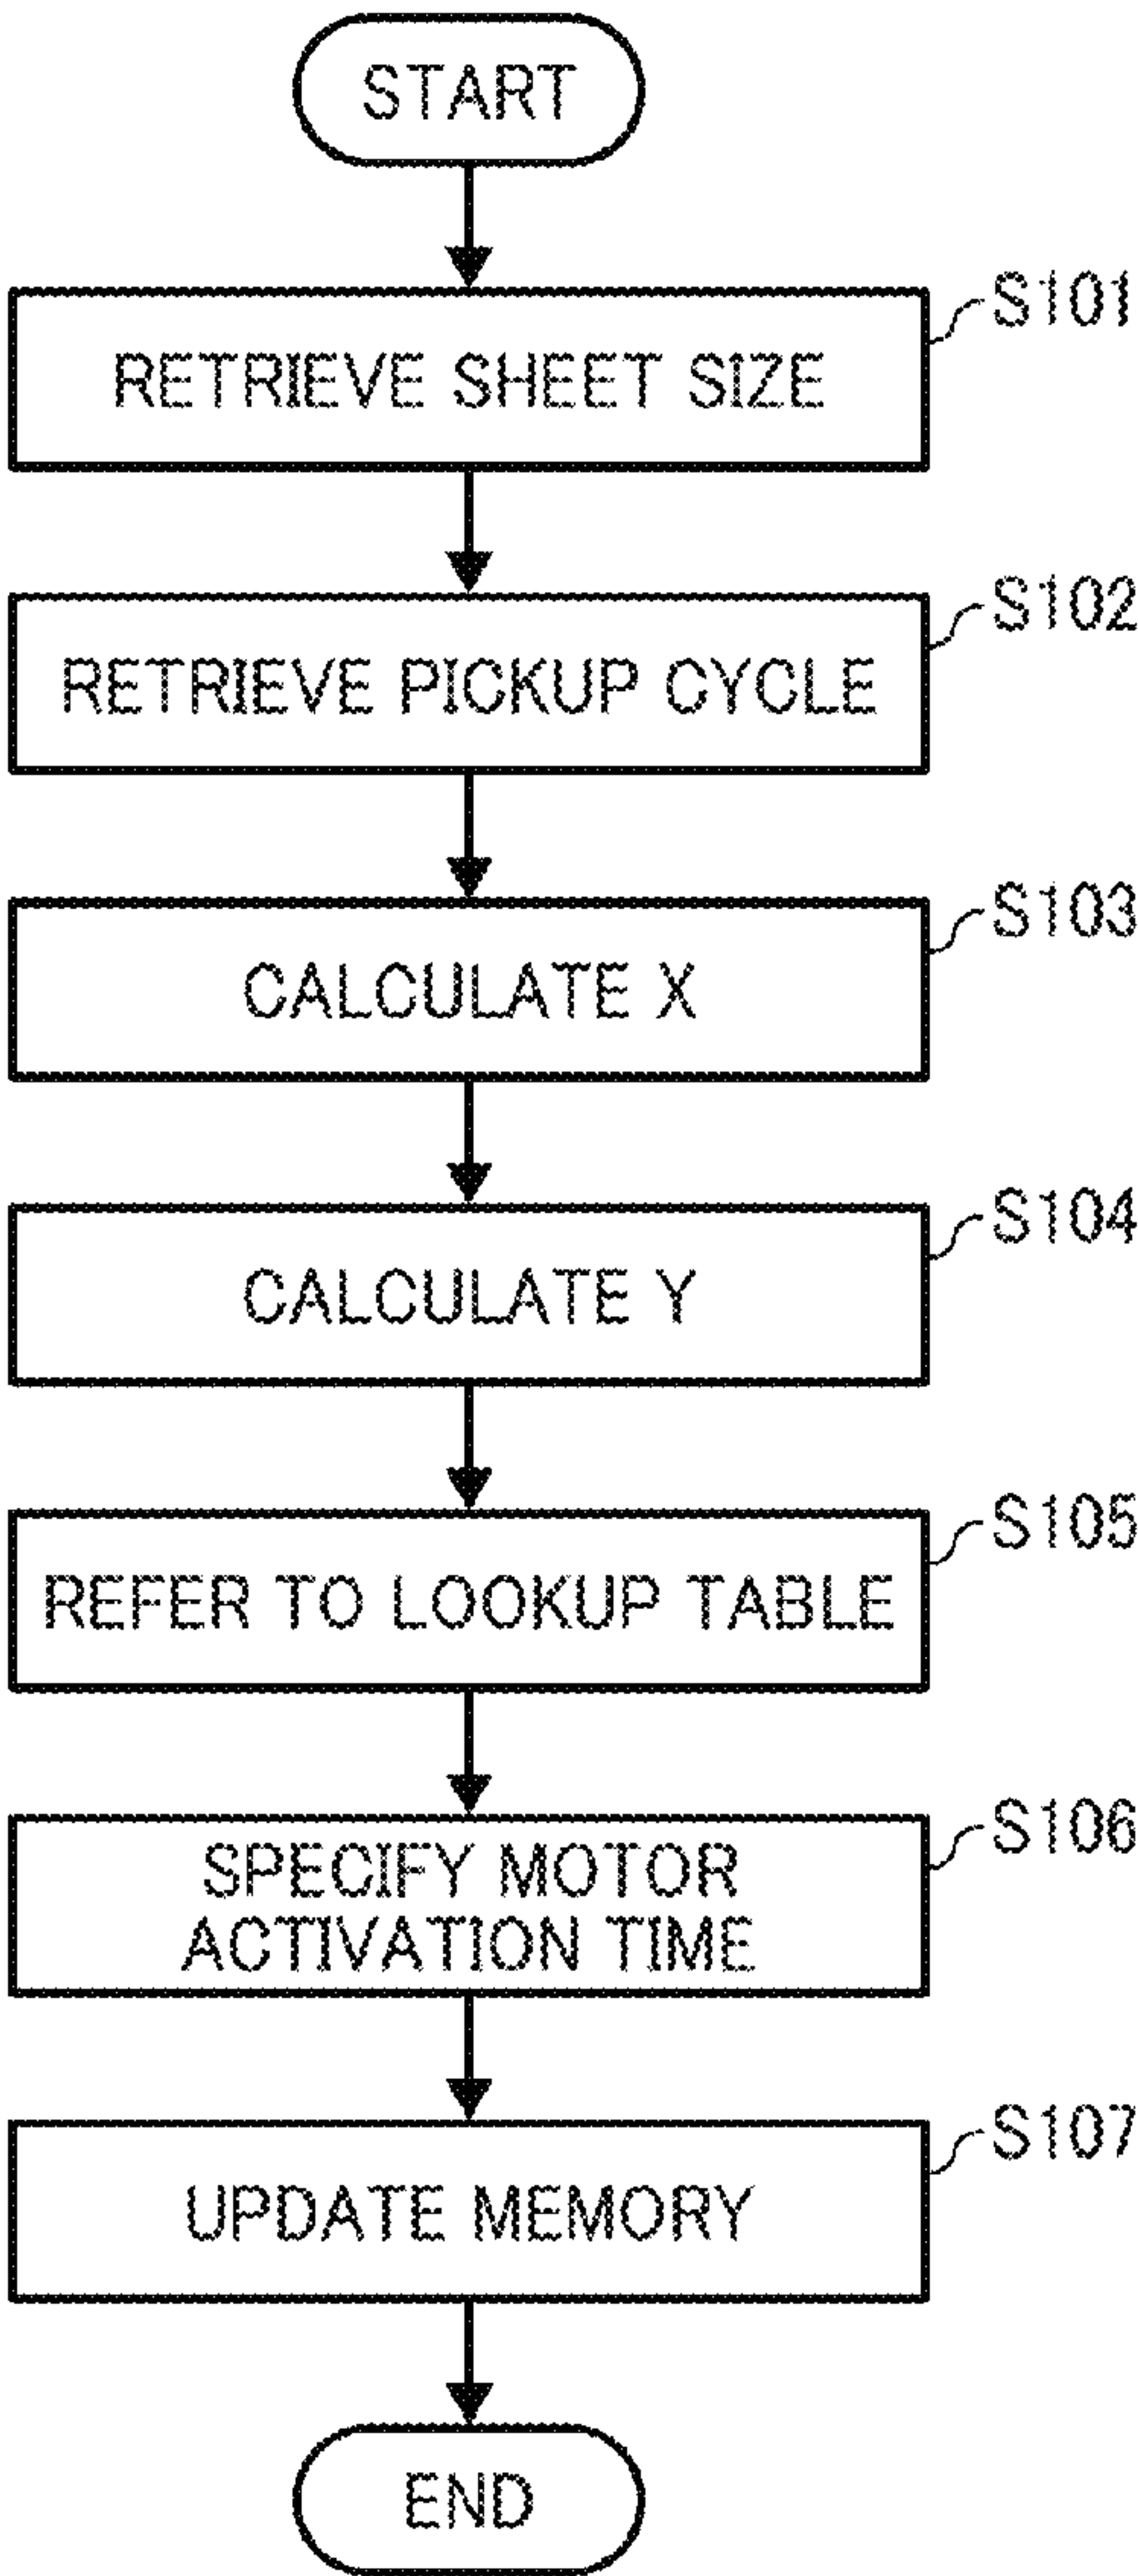 START
S101
RETRIEVE SHEET SIZE
S102
RETRIEVE PICKUP CYCLE
S103
CALCULATE X
S104
CALCULATE Y
S105
REFER TO LOOKUP TABLE
S106
SPECIFY MOTOR
ACTIVATION TIME
S107
UPDATE MEMORY
END